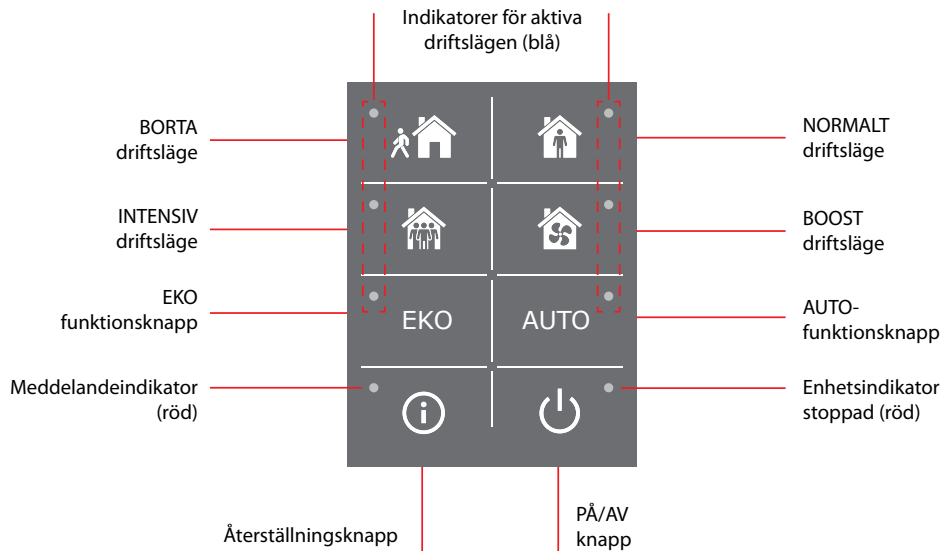 Indikatorer för aktiva
driftslägen (blå)
BORTA
driftsläge
NORMALT
driftsläge
INTENSIV
driftsläge
BOOST
driftsläge
EKO
funktionsknapp
EKO
AUTO
AUTO-
funktionsknapp
Meddelandeindikator
(röd)
Enhetsindikator
stoppad (röd)
Återställningsknapp
PÅ/AV
knapp